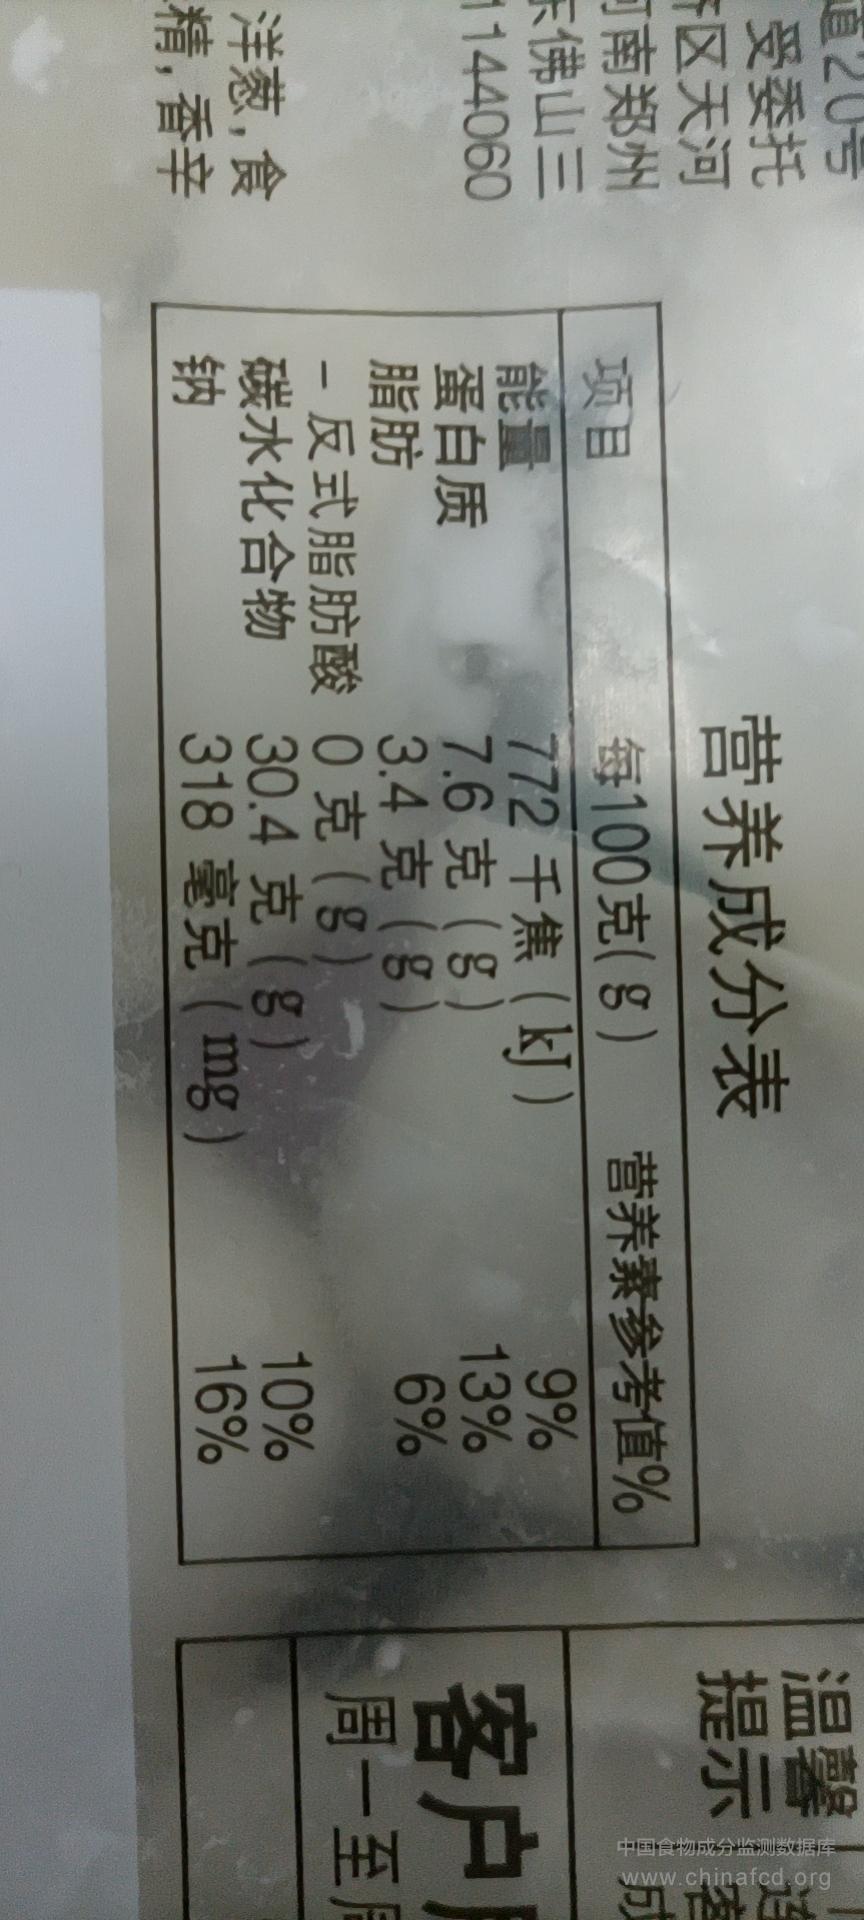 道20号
受委托
区天河
河南郑州
佛山三
1144060
洋葱,食
精,香辛
营养成分表
项目 每100克(g) 营养素参考值%
能量 772 千焦(kJ) 9%
蛋白质 7.6 克(g) 13%
脂肪 3.4 克(g) 6%
-反式脂肪酸 0 克(g)
碳水化合物 30.4 克(g) 10%
钠 318 毫克(mg) 16%
温馨
提示
客户
周一至
中国食物成分监测数据库
www.chinafcd.org